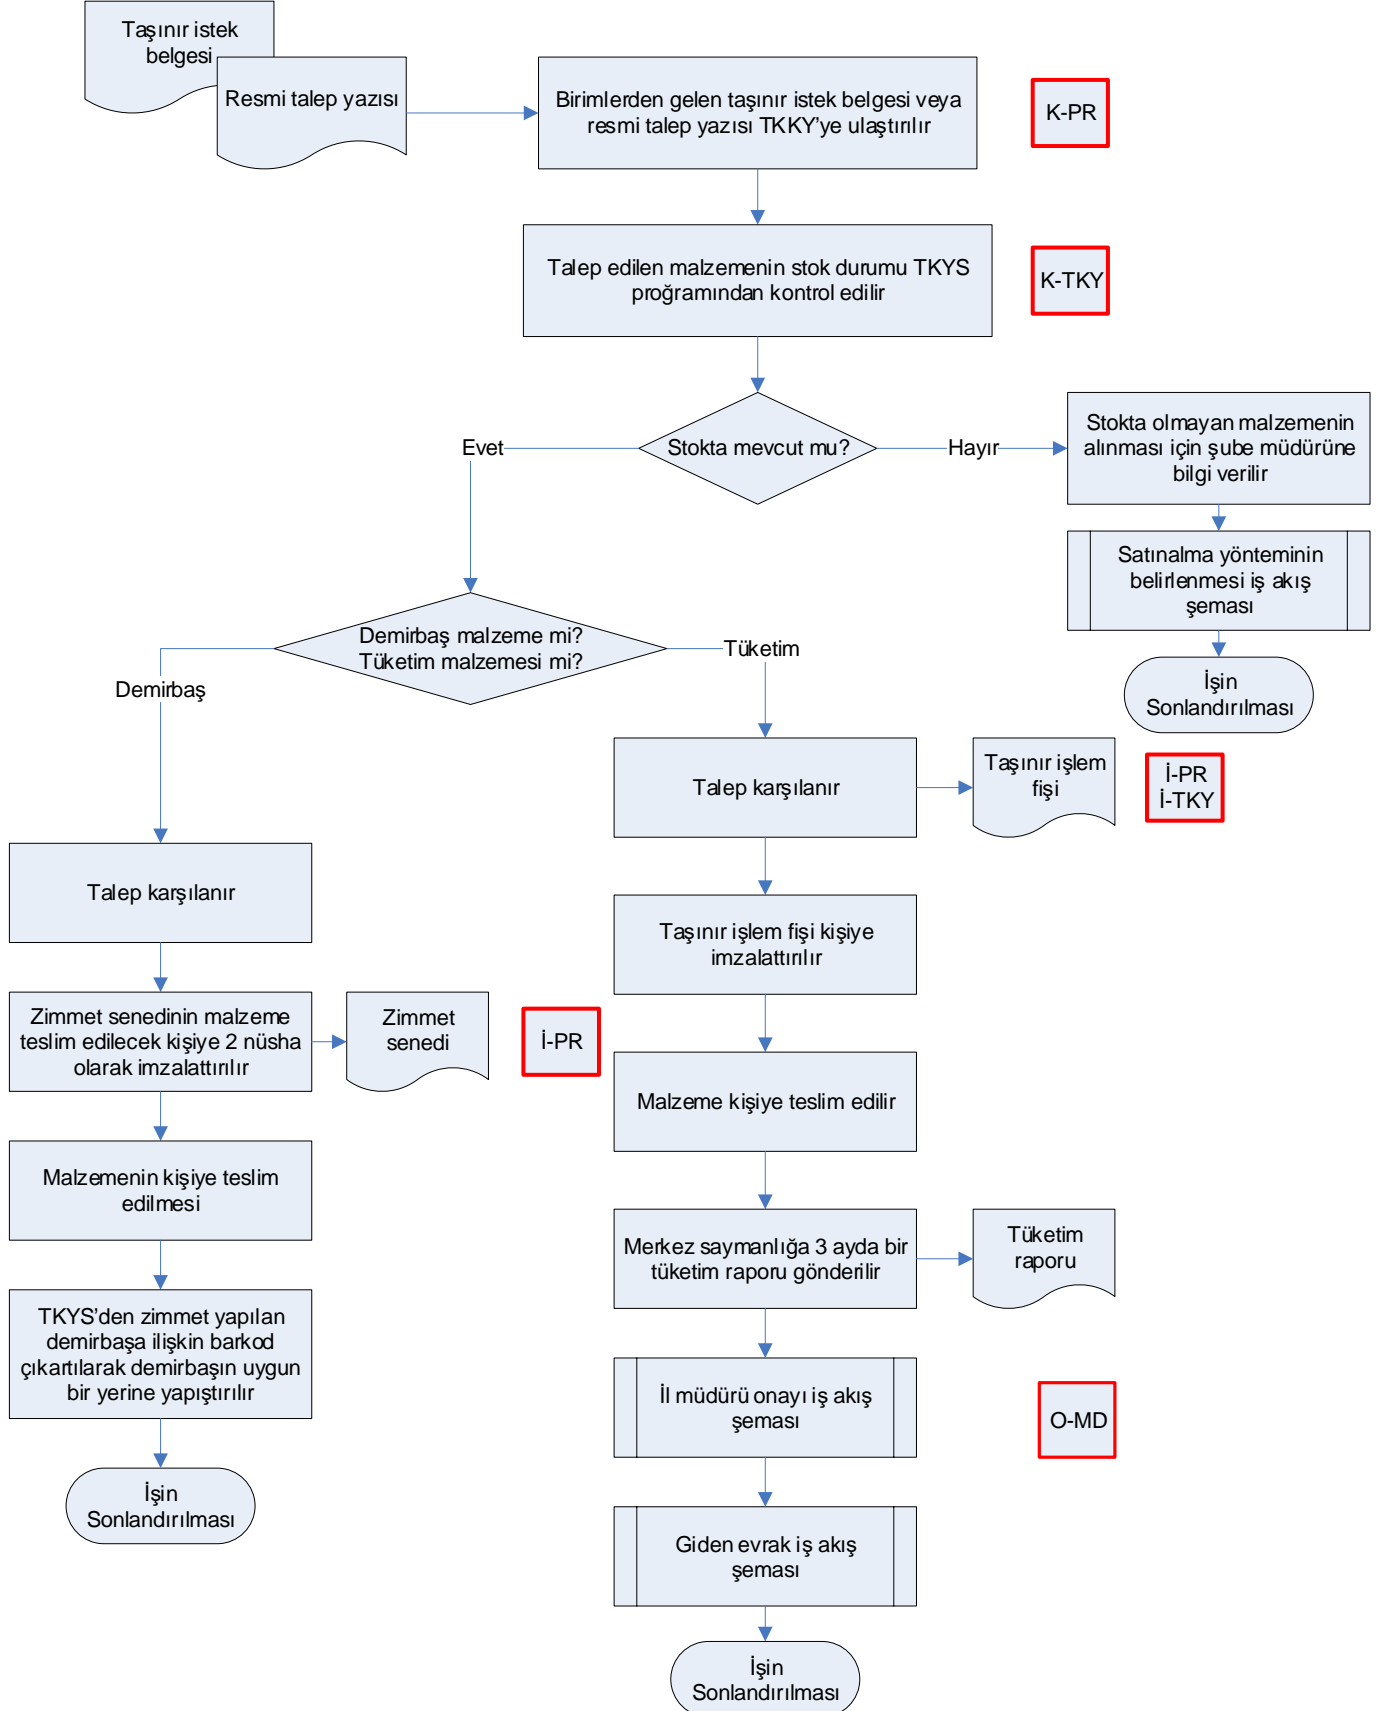 Taşınır istek
belgesi
Resmi talep yazısı
Birimlerden gelen taşınır istek belgesi veya
resmi talep yazısı TKKY’ye ulaştırılır
K-PR
Talep edilen malzemenin stok durumu TKYS
proğramından kontrol edilir
K-TKY
Stokta mevcut mu?
Evet
Hayır
Stokta olmayan malzemenin
alınması için şube müdürüne
bilgi verilir
Satınalma yönteminin
belirlenmesi iş akış
şeması
İşin
Sonlandırılması
Demirbaş malzeme mi?
Tüketim malzemesi mi?
Demirbaş
Tüketim
Talep karşılanır
Taşınır işlem
fişi
İ-PR
İ-TKY
Talep karşılanır
Taşınır işlem fişi kişiye
imzalattırılır
Zimmet senedinin malzeme
teslim edilecek kişiye 2 nüsha
olarak imzalattırılır
Zimmet
senedi
İ-PR
Malzeme kişiye teslim edilir
Malzemenin kişiye teslim
edilmesi
Merkez saymanlığa 3 ayda bir
tüketim raporu gönderilir
Tüketim
raporu
TKYS’den zimmet yapılan
demirbaşa ilişkin barkod
çıkartılarak demirbaşın uygun
bir yerine yapıştırılır
İl müdürü onayı iş akış
şeması
O-MD
İşin
Sonlandırılması
Giden evrak iş akış
şeması
İşin
Sonlandırılması